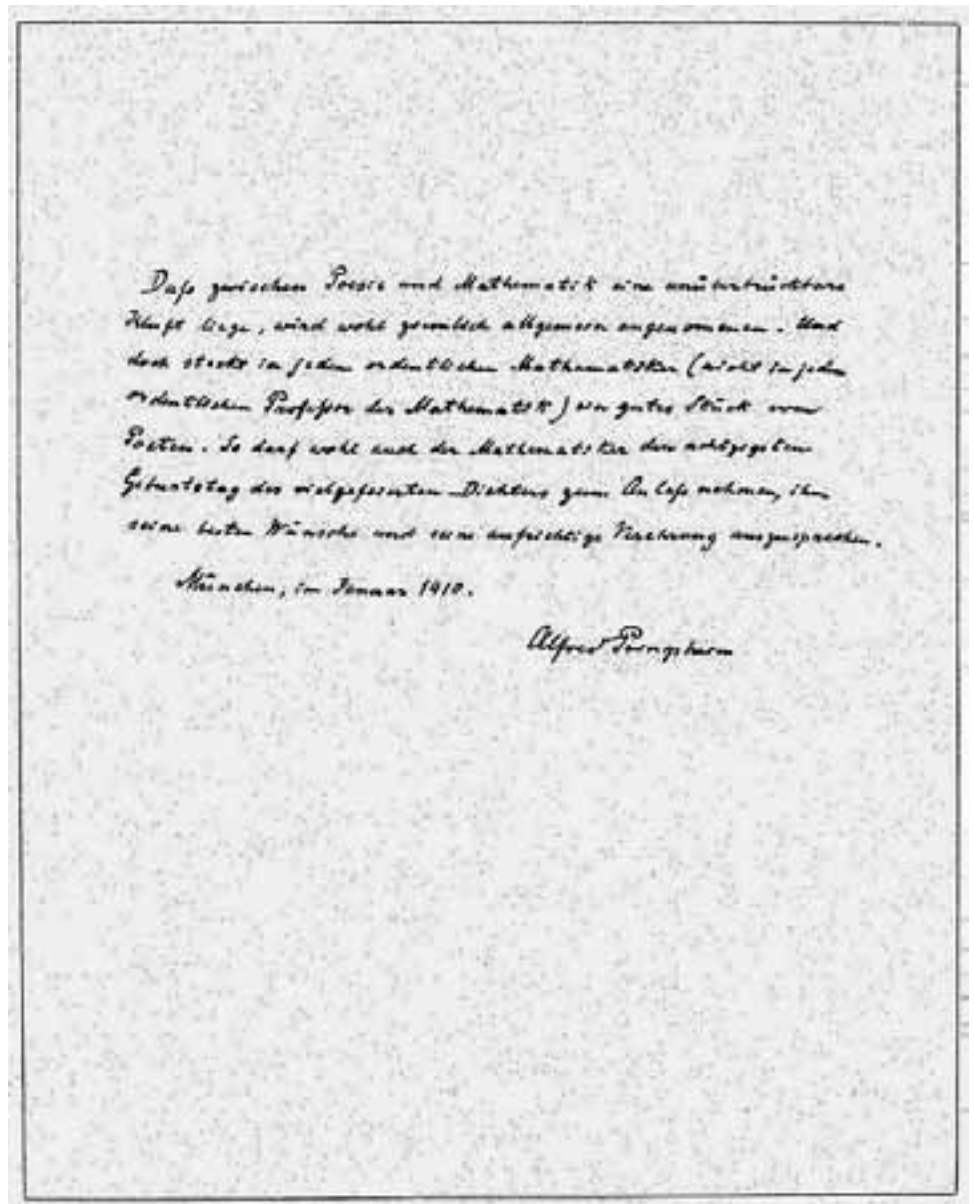 Daß zwischen Poesie und Mathematik eine unüberbrückbare
Kluft liege, wird wohl ziemlich allgemein angenommen. Und
doch steckt in jedem ordentlichen Mathematiker (nicht in jedem
ordentlichen Professor der Mathematik) ein gutes Stück vom
Poeten. So darf wohl auch der Mathematiker den achtzigsten
Geburtstag des vielgefeierten Dichters zum Anlaß nehmen, ihm
seine besten Wünsche und seine aufrichtige Verehrung auszusprechen.
München, im Januar 1910.
Alfred Pringsheim